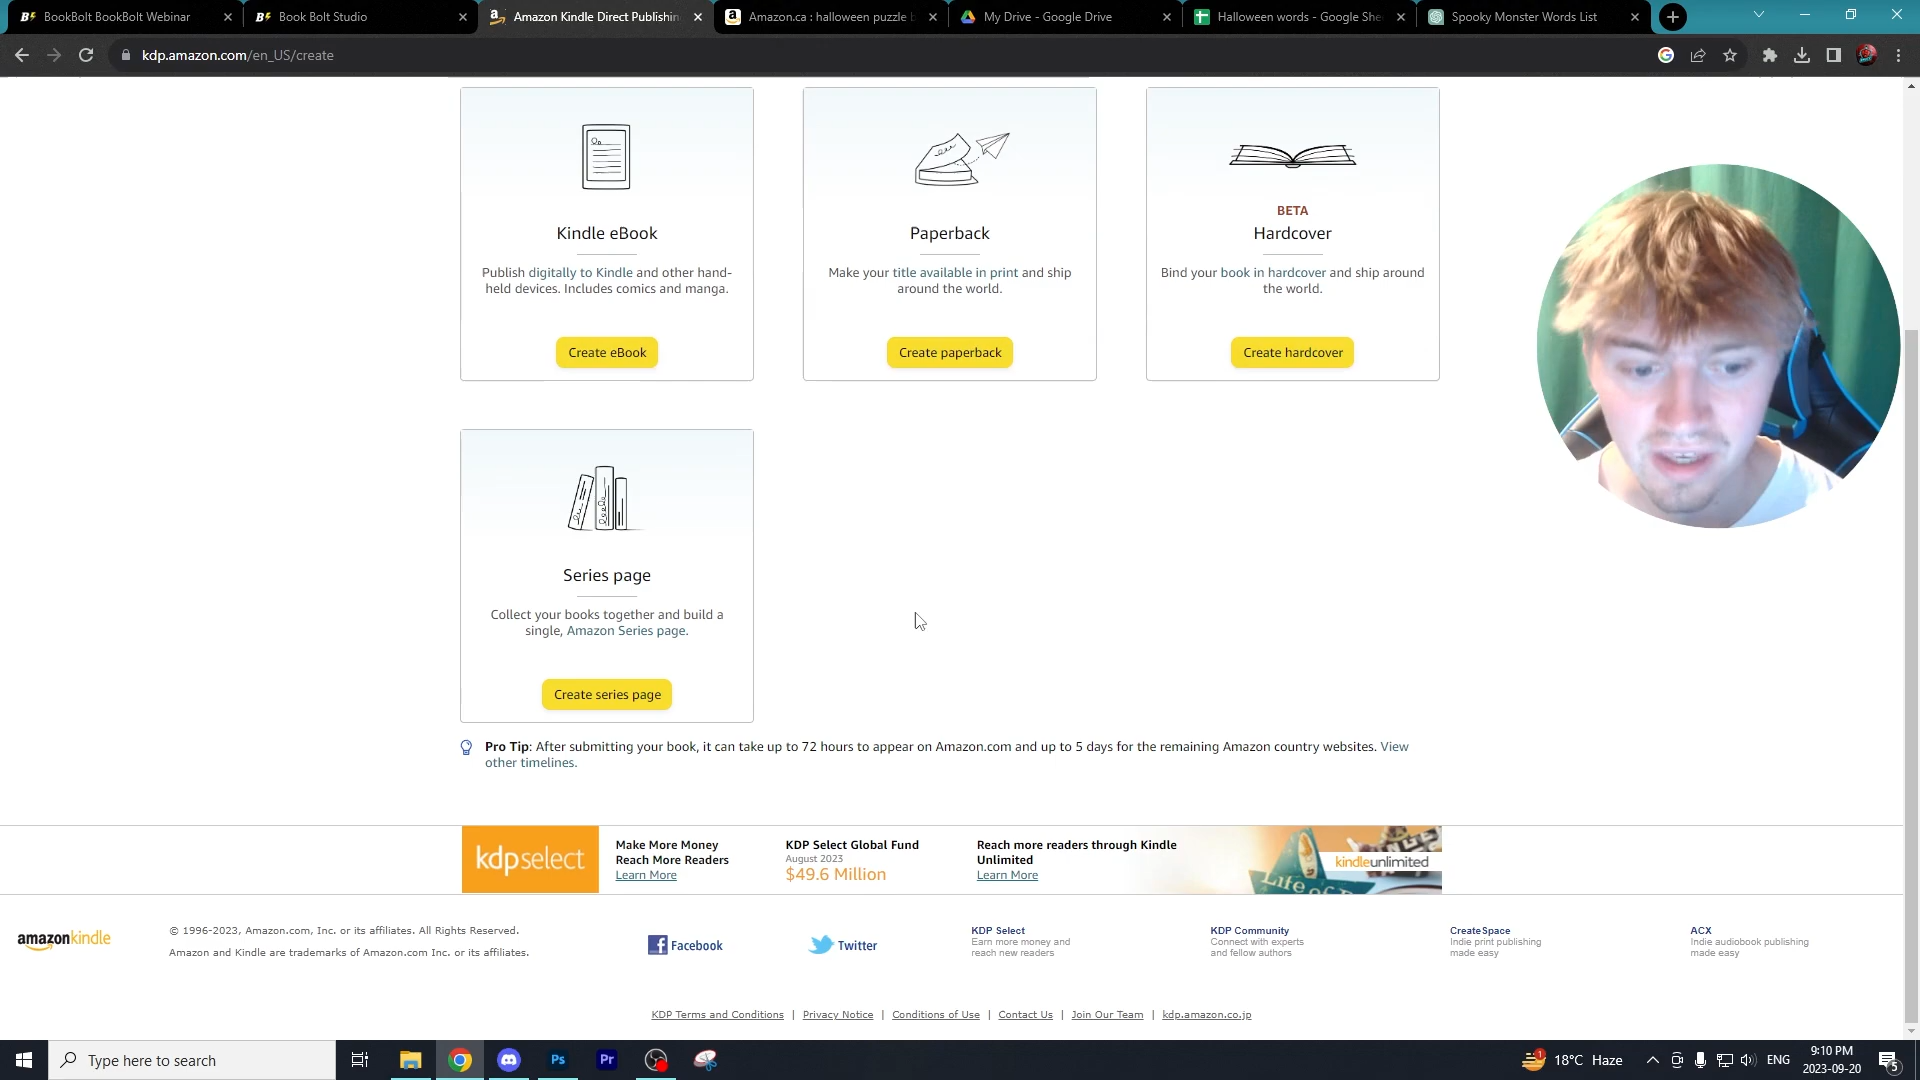 BookBolt BookBolt Webinar
Book Bolt Studio
Amazon Kindle Direct Publishin
Amazon.ca : halloween puzzle b
My Drive - Google Drive
Halloween words - Google She
Spooky Monster Words List
kdp.amazon.com/en_US/create
Kindle eBook
Publish digitally to Kindle and other hand-
held devices. Includes comics and manga.
Create eBook
Paperback
Make your title available in print and ship
around the world.
Create paperback
BETA
Hardcover
Bind your book in hardcover and ship around
the world.
Create hardcover
Series page
Collect your books together and build a
single, Amazon Series page.
Create series page
Pro Tip: After submitting your book, it can take up to 72 hours to appear on Amazon.com and up to 5 days for the remaining Amazon country websites. View
other timelines.
kdpselect
Make More Money
Reach More Readers
Learn More
KDP Select Global Fund
August 2023
$49.6 Million
Reach more readers through Kindle
Unlimited
Learn More
kindleunlimited
Life of
amazonkindle
© 1996-2023, Amazon.com, Inc. or its affiliates. All Rights Reserved.
Amazon and Kindle are trademarks of Amazon.com Inc. or its affiliates.
Facebook
Twitter
KDP Select
Earn more money and
reach new readers
KDP Community
Connect with experts
and fellow authors
CreateSpace
Indie print publishing
made easy
ACX
Indie audiobook publishing
made easy
KDP Terms and Conditions | Privacy Notice | Conditions of Use | Contact Us | Join Our Team | kdp.amazon.co.jp
Type here to search
Ps
Pr
1
18°C Haze
ENG
9:10 PM
2023-09-20
5